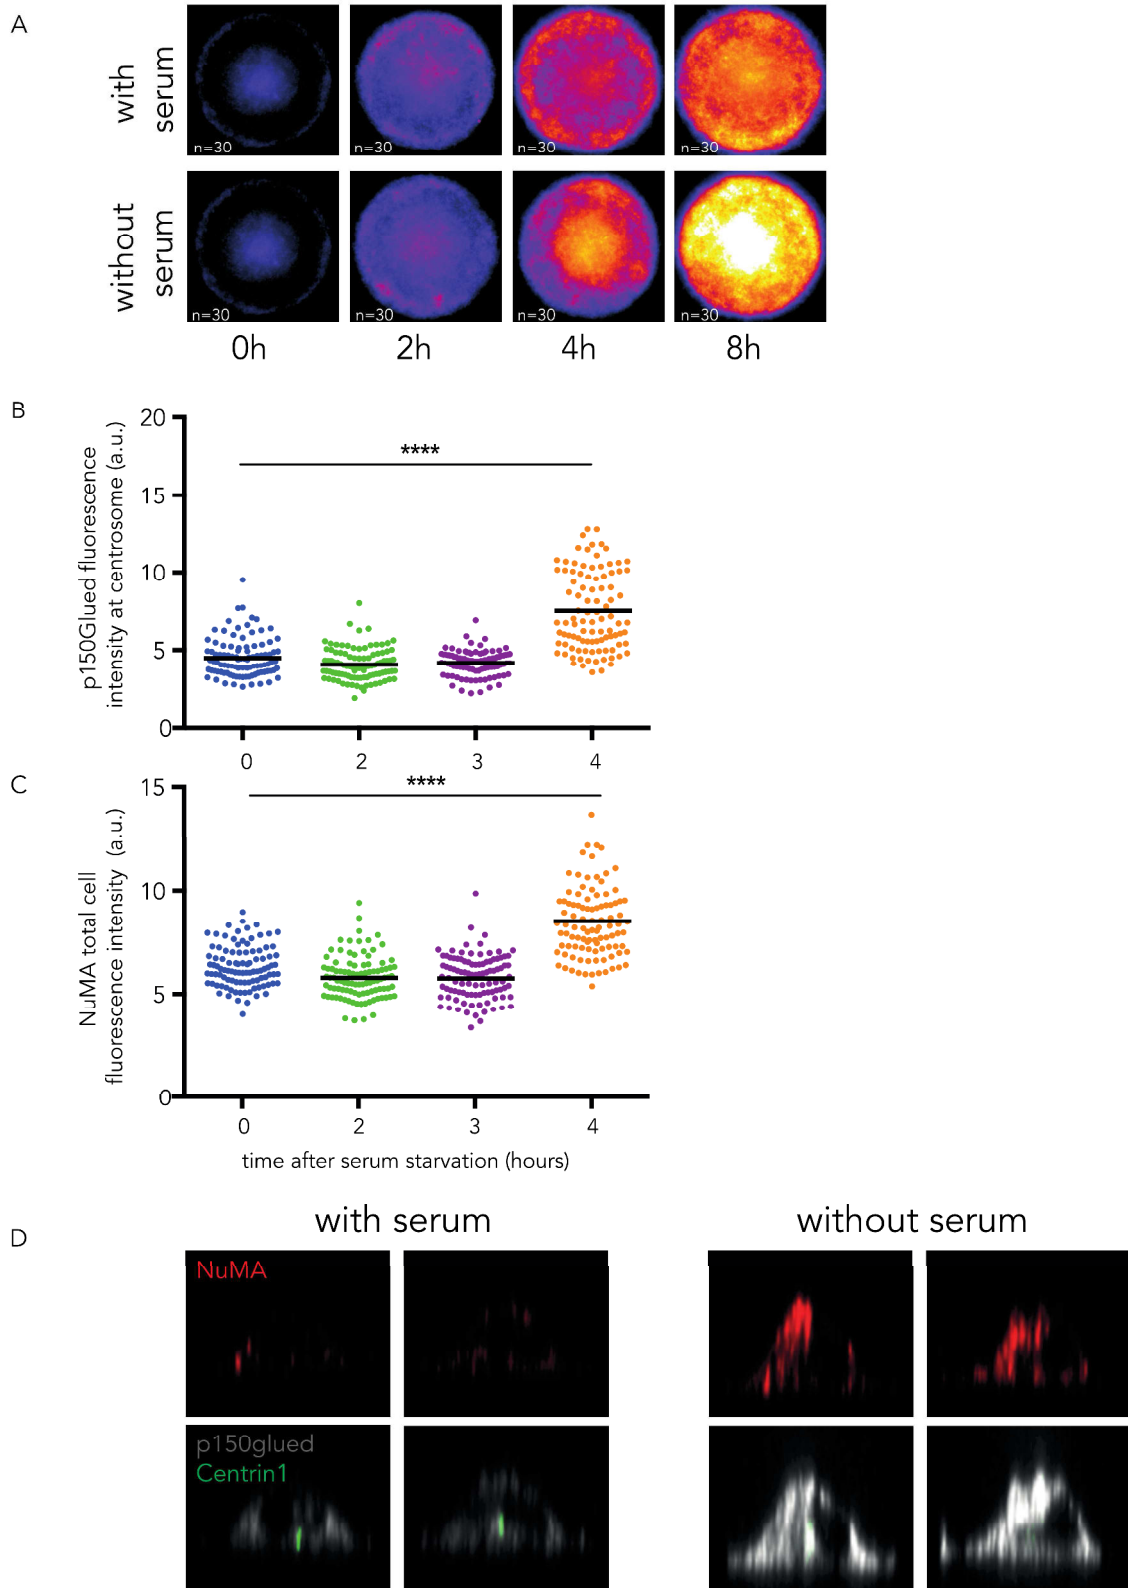 A
with
serum
n=30
n=30
n=30
n=30
without
serum
n=30
n=30
n=30
n=30
0h
2h
4h
8h
B
p150Glued fluorescence
intensity at centrosome (a.u.)
20
15
10
5
0
****
0
2
3
4
C
NuMA total cell
fluorescence intensity (a.u.)
15
10
5
0
****
0
2
3
4
time after serum starvation (hours)
D
with serum
without serum
NuMA
p150glued
Centrin1